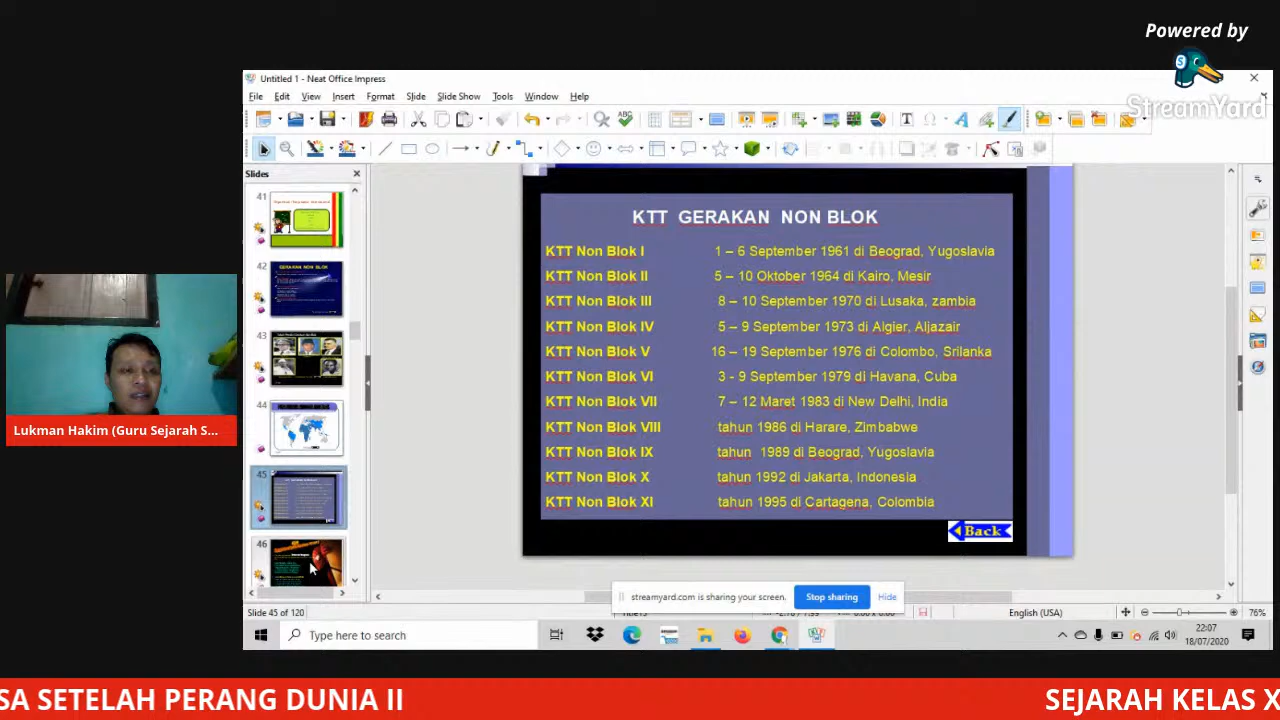 Powered by
StreamYard
Untitled 1 - Neat Office Impress
File Edit View Insert Format Slide Slide Show Tools Window Help
Slides
41
42
GERAKAN NON BLOK
43
44
45
46
KTT GERAKAN NON BLOK
KTT Non Blok I 1 – 6 September 1961 di Beograd, Yugoslavia
KTT Non Blok II 5 – 10 Oktober 1964 di Kairo, Mesir
KTT Non Blok III 8 – 10 September 1970 di Lusaka, zambia
KTT Non Blok IV 5 – 9 September 1973 di Algier, Aljazair
KTT Non Blok V 16 – 19 September 1976 di Colombo, Srilanka
KTT Non Blok VI 3 - 9 September 1979 di Havana, Cuba
KTT Non Blok VII 7 – 12 Maret 1983 di New Delhi, India
KTT Non Blok VIII tahun 1986 di Harare, Zimbabwe
KTT Non Blok IX tahun 1989 di Beograd, Yugoslavia
KTT Non Blok X tahun 1992 di Jakarta, Indonesia
KTT Non Blok XI tahun 1995 di Cartagena, Colombia
Back
Lukman Hakim (Guru Sejarah S...
streamyard.com is sharing your screen. Stop sharing Hide
Slide 45 of 120 English (USA) 76%
Type here to search
22:07
18/07/2020
SA SETELAH PERANG DUNIA II SEJARAH KELAS X